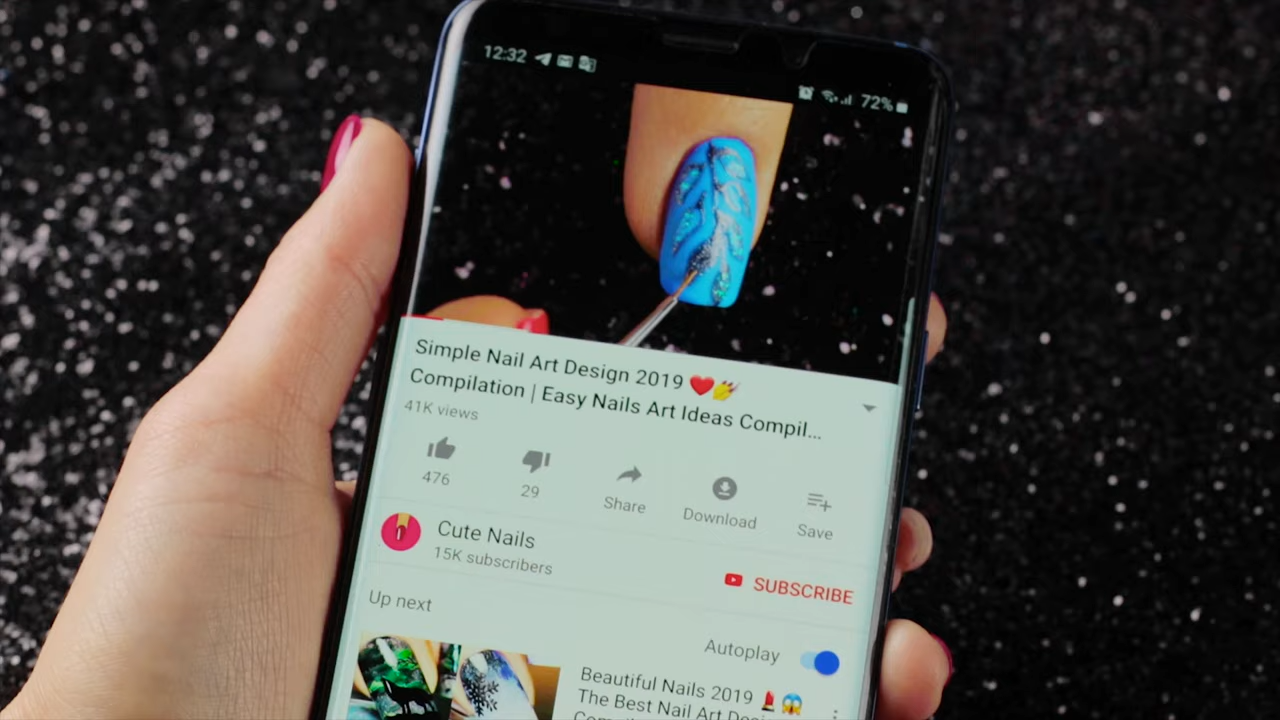 12:32
72%
Simple Nail Art Design 2019 ❤️💅
Compilation | Easy Nails Art Ideas Compil...
41K views
476
29
Share
Download
Save
Cute Nails
15K subscribers
SUBSCRIBE
Up next
Autoplay
Beautiful Nails 2019 💄😱
The Best Nail Art